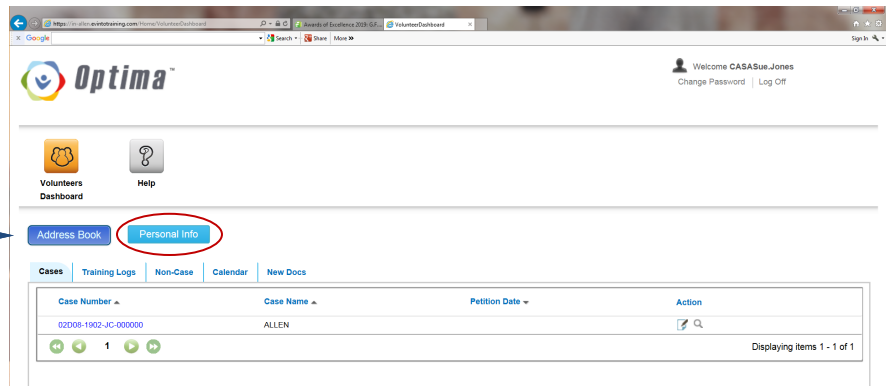 https://in-allen.evintotraining.com/Home/VolunteerDashboard
Awards of Excellence 2019: G.F...
VolunteerDashboard
x Google
Search
Share
More »
Sign In
Optima™
Welcome CASASue.Jones
Change Password | Log Off
Volunteers Dashboard
Help
Address Book
Personal Info
Cases
Training Logs
Non-Case
Calendar
New Docs
Case Number
Case Name
Petition Date
Action
02D08-1902-JC-000000
ALLEN
1
Displaying items 1 - 1 of 1